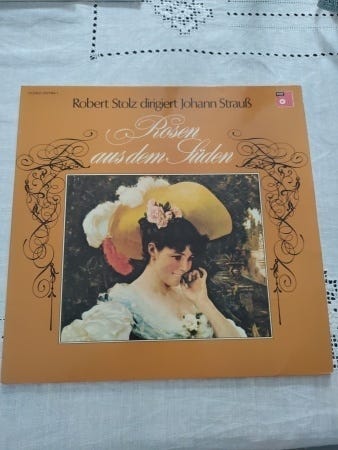 Robert Stolz dirigiert Johann Strauß
Rosen
aus dem Süden